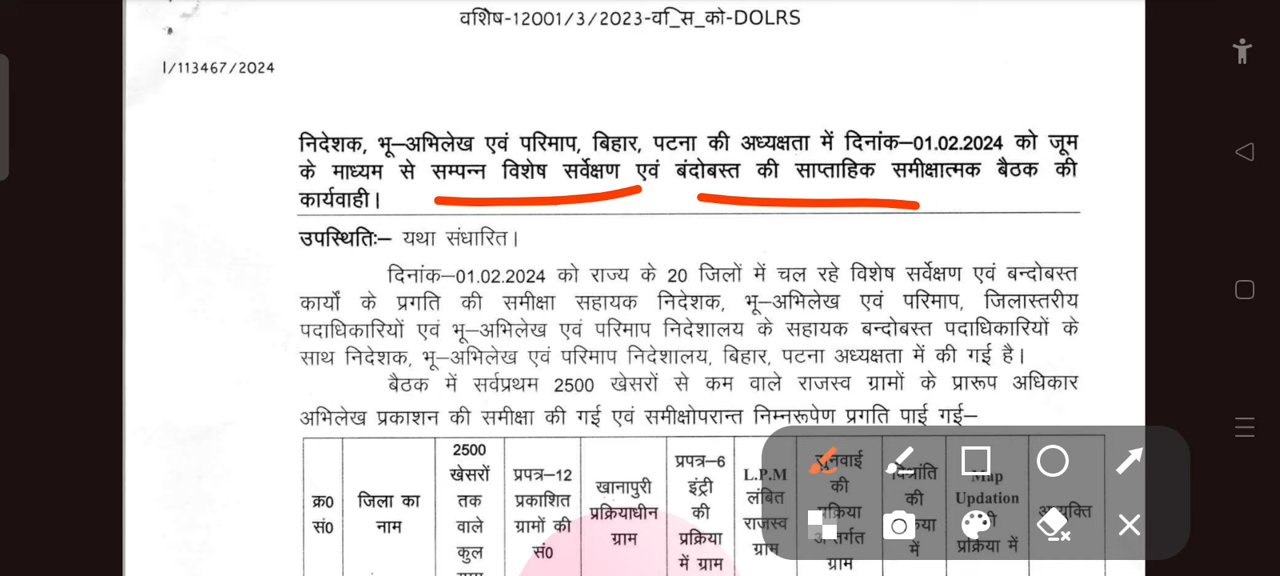 वशिेष-12001/3/2023-वि_स_को-DOLRS
I/113467/2024
निदेशक, भू–अभिलेख एवं परिमाप, बिहार, पटना की अध्यक्षता में दिनांक–01.02.2024 को जूम
के माध्यम से सम्पन्न विशेष सर्वेक्षण एवं बंदोबस्त की साप्ताहिक समीक्षात्मक बैठक की
कार्यवाही।
उपस्थितिः– यथा संधारित।
दिनांक–01.02.2024 को राज्य के 20 जिलों में चल रहे विशेष सर्वेक्षण एवं बन्दोबस्त
कार्यों के प्रगति की समीक्षा सहायक निदेशक, भू–अभिलेख एवं परिमाप, जिलास्तरीय
पदाधिकारियों एवं भू–अभिलेख एवं परिमाप निदेशालय के सहायक बन्दोबस्त पदाधिकारियों के
साथ निदेशक, भू–अभिलेख एवं परिमाप निदेशालय, बिहार, पटना अध्यक्षता में की गई है।
बैठक में सर्वप्रथम 2500 खेसरों से कम वाले राजस्व ग्रामों के प्रारूप अधिकार
अभिलेख प्रकाशन की समीक्षा की गई एवं समीक्षोपरान्त निम्नरूपेण प्रगति पाई गई–
क्र0
सं0
जिला का
नाम
2500
खेसरों
तक
वाले
कुल
प्रपत्र–12
प्रकाशित
ग्रामों की
सं0
खानापुरी
प्रक्रियाधीन
ग्राम
प्रपत्र–6
इंट्री
की
प्रक्रिया
में ग्राम
L.P.M
लंबित
राजस्व
ग्राम
सुनवाई
की
प्रक्रिया
ग्राम
की
में
Map
Updation
की
प्रक्रिया में